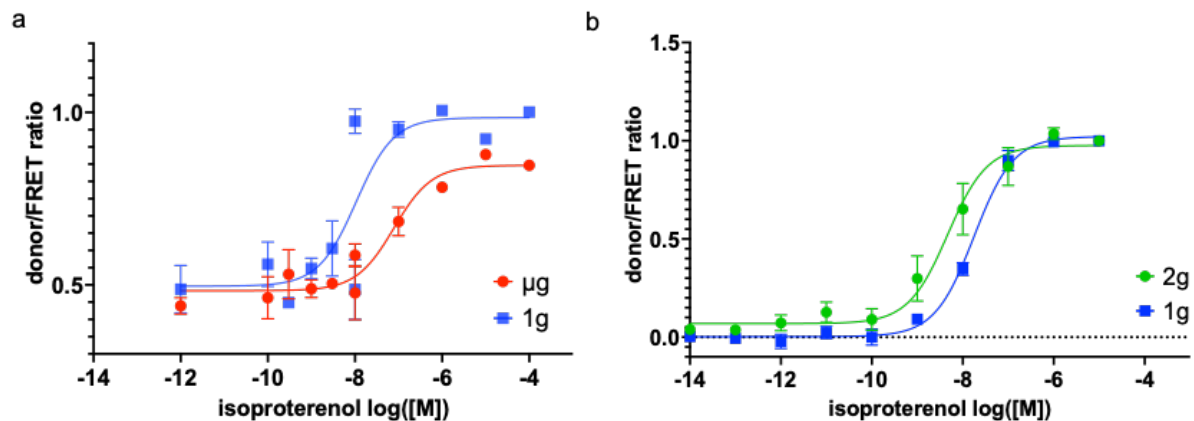 a
donor/FRET ratio
1.0
0.5
-14 -12 -10 -8 -6 -4
isoproterenol log([M])
µg
1g
b
donor/FRET ratio
1.5
1.0
0.5
0.0
-14 -12 -10 -8 -6 -4
isoproterenol log([M])
2g
1g